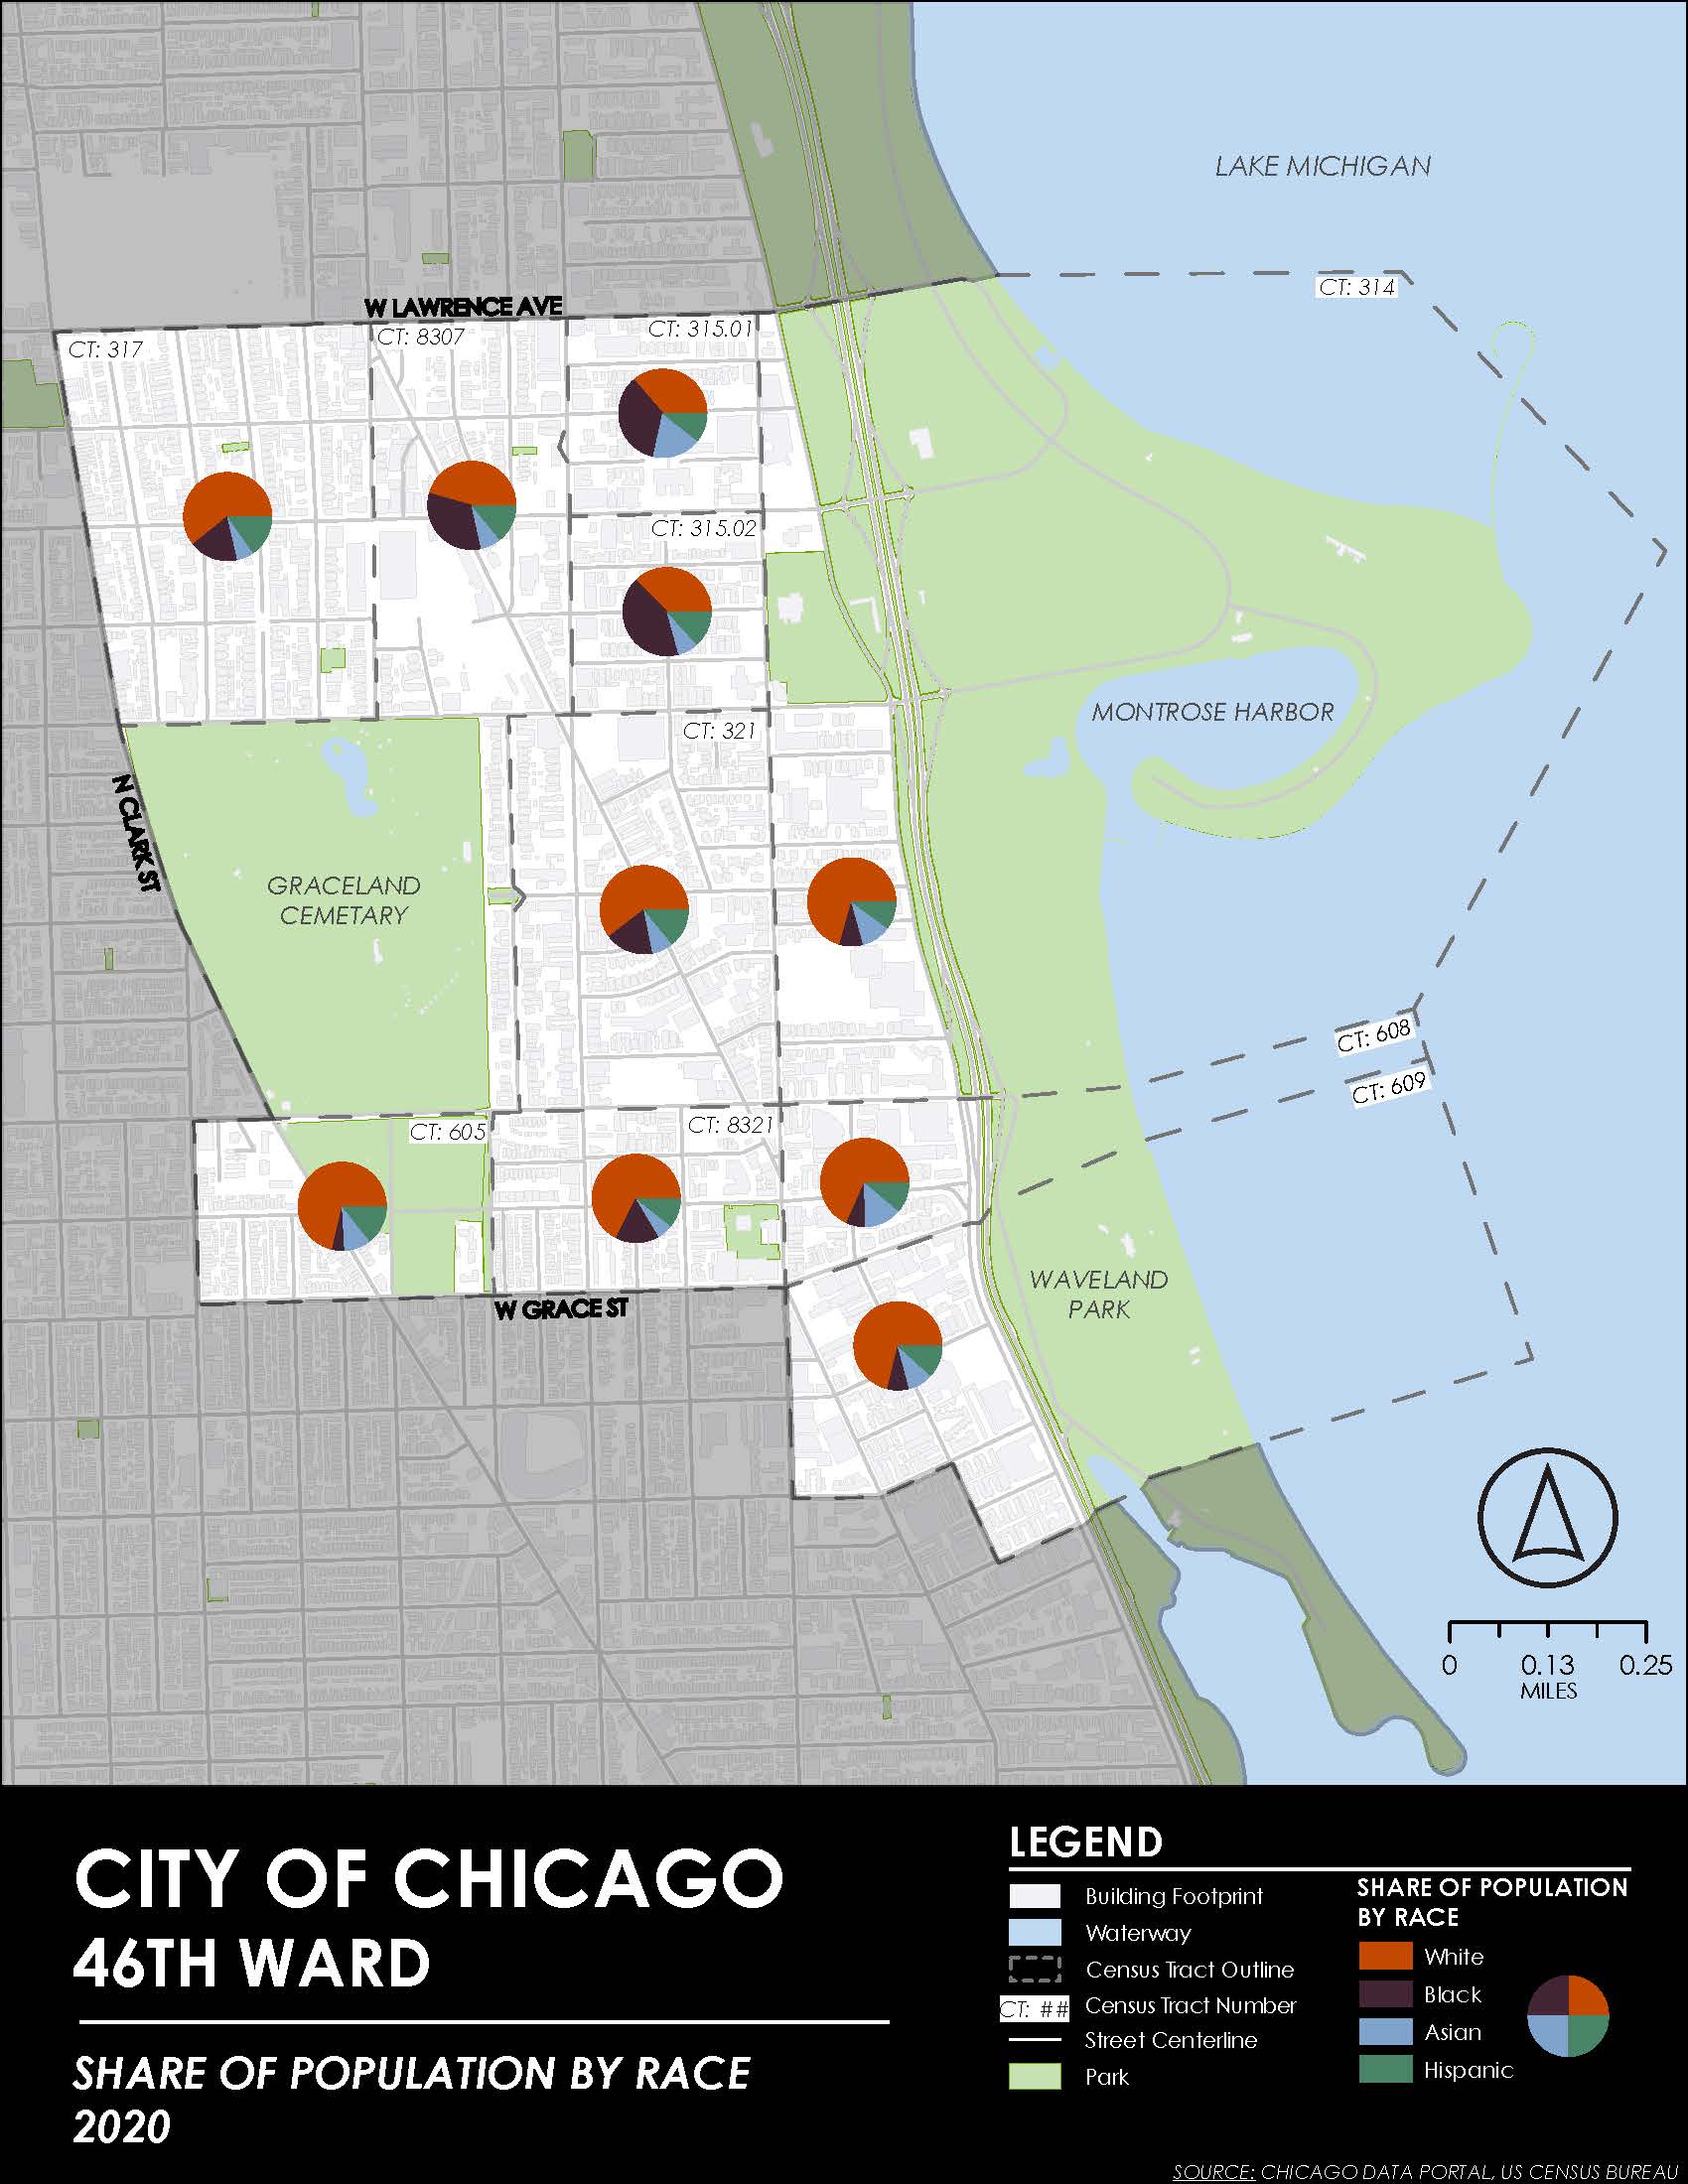 LAKE MICHIGAN
CT: 314
W LAWRENCE AVE
CT: 317
CT: 8307
CT: 315.01
CT: 315.02
MONTROSE HARBOR
CT: 321
N CLARK ST
GRACELAND
CEMETARY
CT: 608
CT: 609
CT: 605
CT: 8321
WAVELAND
PARK
W GRACE ST
0 0.13 0.25
MILES
CITY OF CHICAGO
46TH WARD
SHARE OF POPULATION BY RACE
2020
LEGEND
Building Footprint
Waterway
Census Tract Outline
CT: ## Census Tract Number
Street Centerline
Park
SHARE OF POPULATION
BY RACE
White
Black
Asian
Hispanic
SOURCE: CHICAGO DATA PORTAL, US CENSUS BUREAU